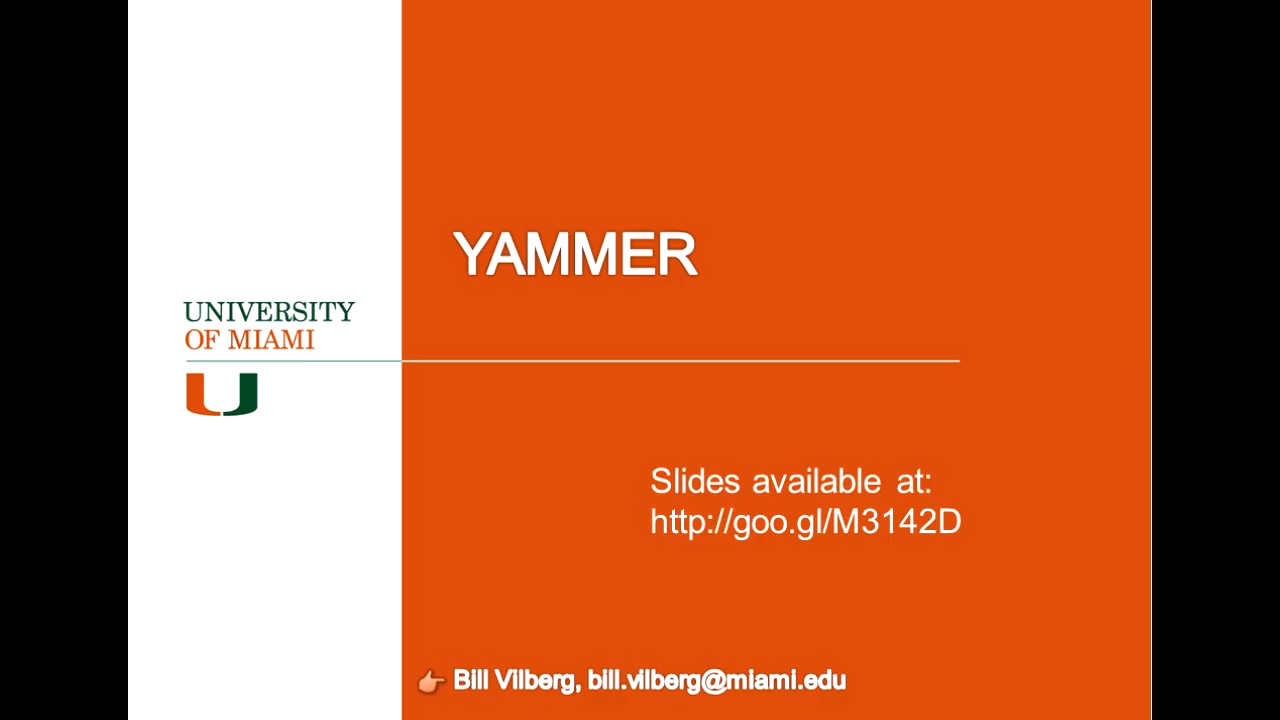 YAMMER
UNIVERSITY
OF MIAMI
Slides available at:
http://goo.gl/M3142D
Bill Vilberg, bill.vilberg@miami.edu